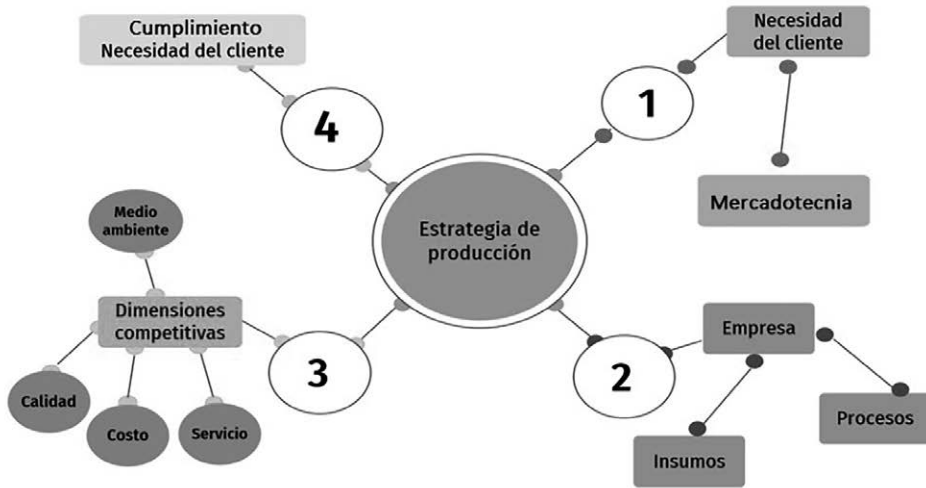 Cumplimiento
Necesidad del cliente
4
1
Necesidad
del cliente
Mercadotecnia
Estrategia de
producción
Medio
ambiente
Dimensiones
competitivas
3
Calidad
Costo
Servicio
2
Empresa
Insumos
Procesos